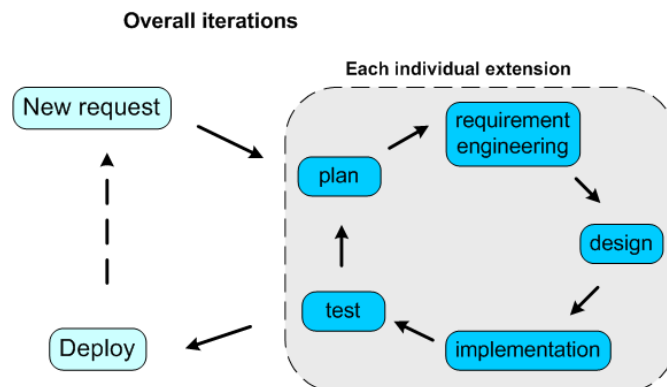 Overall iterations
Each individual extension
New request
requirement
engineering
plan
design
test
implementation
Deploy